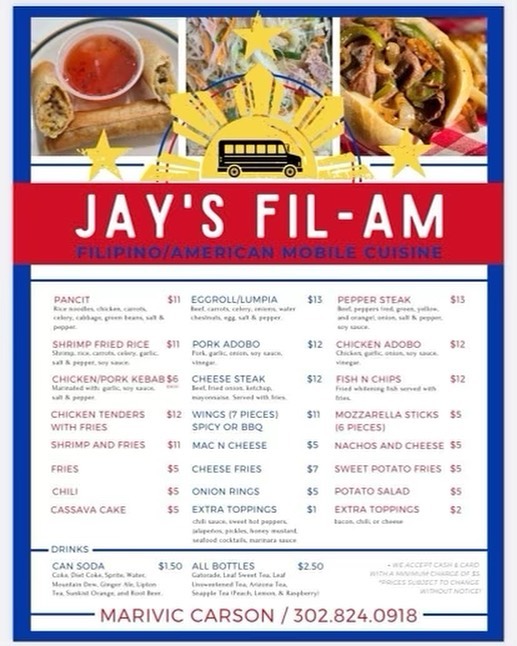 JAY'S FIL-AM
FILIPINO/AMERICAN MOBILE CUISINE
PANCIT $11
Rice noodles, chicken, carrots,
celery, cabbage, green beans, salt &
pepper.
EGGROLL/LUMPIA $13
Beef, carrots, celery, onions, water
chestnuts, egg, salt & pepper.
PEPPER STEAK $13
Beef, peppers (red, green, yellow,
and orange), onion, salt & pepper,
soy sauce.
SHRIMP FRIED RICE $11
Shrimp, rice, carrots, celery, garlic,
salt & pepper, soy sauce.
PORK ADOBO $12
Pork, garlic, onion, soy sauce,
vinegar.
CHICKEN ADOBO $12
Chicken, garlic, onion, soy sauce,
vinegar.
CHICKEN/PORK KEBAB $6
Marinated with: garlic, soy sauce,
salt & pepper.
CHEESE STEAK $12
Beef, fried onion, ketchup,
mayonnaise. Served with fries.
FISH N CHIPS $12
Fried whitening fish served with
fries.
CHICKEN TENDERS $12
WITH FRIES
WINGS (7 PIECES) $11
SPICY OR BBQ
MOZZARELLA STICKS $5
(6 PIECES)
SHRIMP AND FRIES $11
MAC N CHEESE $5
NACHOS AND CHEESE $5
FRIES $5
CHEESE FRIES $7
SWEET POTATO FRIES $5
CHILI $5
ONION RINGS $5
POTATO SALAD $5
CASSAVA CAKE $5
EXTRA TOPPINGS $1
chili sauce, sweet hot peppers,
jalapeños, pickles, honey mustard,
seafood cocktails, marinara sauce
EXTRA TOPPINGS $2
bacon, chili, or cheese
DRINKS
CAN SODA $1.50
Coke, Diet Coke, Sprite, Water,
Mountain Dew, Ginger Ale, Lipton
Tea, Sunkist Orange, and Root Beer.
ALL BOTTLES $2.50
Gatorade, Leaf Sweet Tea, Leaf
Unsweetened Tea, Arizona Tea,
Snapple Tea (Peach, Lemon, & Raspberry)
* WE ACCEPT CASH & CARD
WITH A MINIMUM CHARGE OF $5
*PRICES SUBJECT TO CHANGE
WITHOUT NOTICE!
MARIVIC CARSON / 302.824.0918